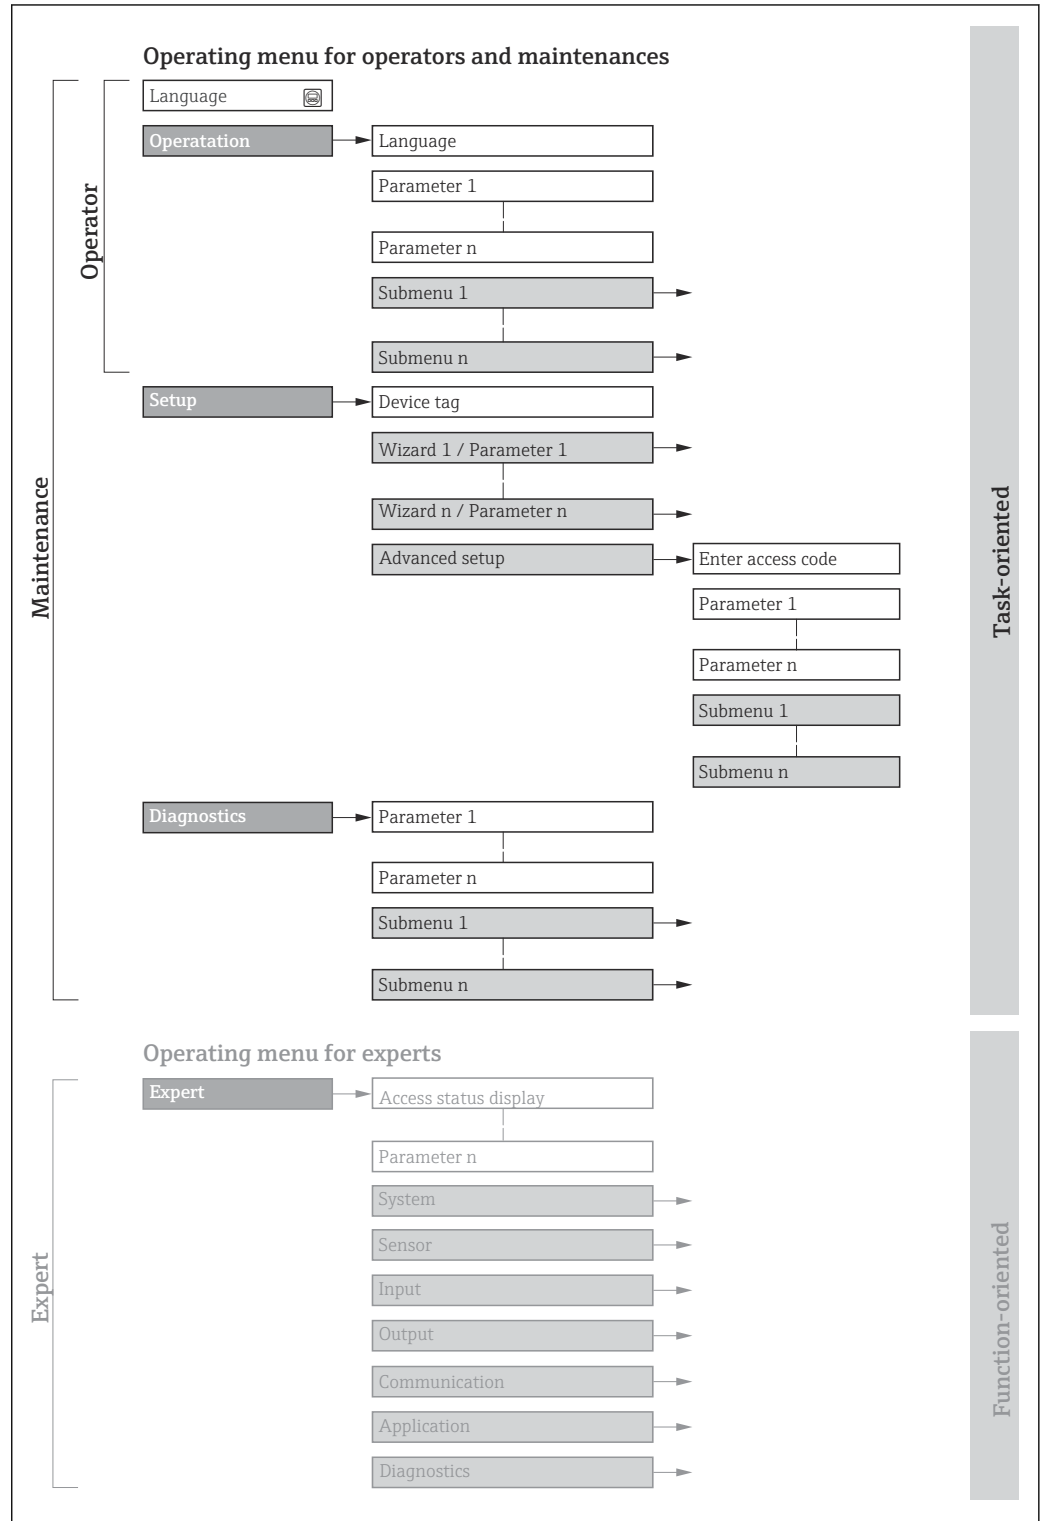 Operating menu for operators and maintenances
Language
Operatation
Language
Parameter 1
Parameter n
Submenu 1
Submenu n
Operator
Setup
Device tag
Wizard 1 / Parameter 1
Wizard n / Parameter n
Advanced setup
Enter access code
Parameter 1
Parameter n
Submenu 1
Submenu n
Maintenance
Task-oriented
Diagnostics
Parameter 1
Parameter n
Submenu 1
Submenu n
Operating menu for experts
Expert
Access status display
Parameter n
System
Sensor
Input
Output
Communication
Application
Diagnostics
Expert
Function-oriented